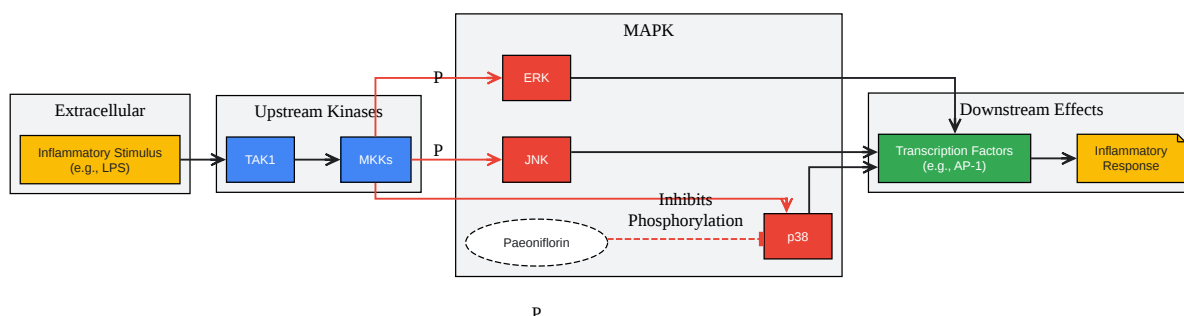 MAPK
Extracellular
Upstream Kinases
Downstream Effects
P
ERK
Inflammatory Stimulus
(e.g., LPS)
TAK1
MKKs
P
JNK
Transcription Factors
(e.g., AP-1)
Inflammatory
Response
Inhibits
Phosphorylation
Paeoniflorin
p38
P